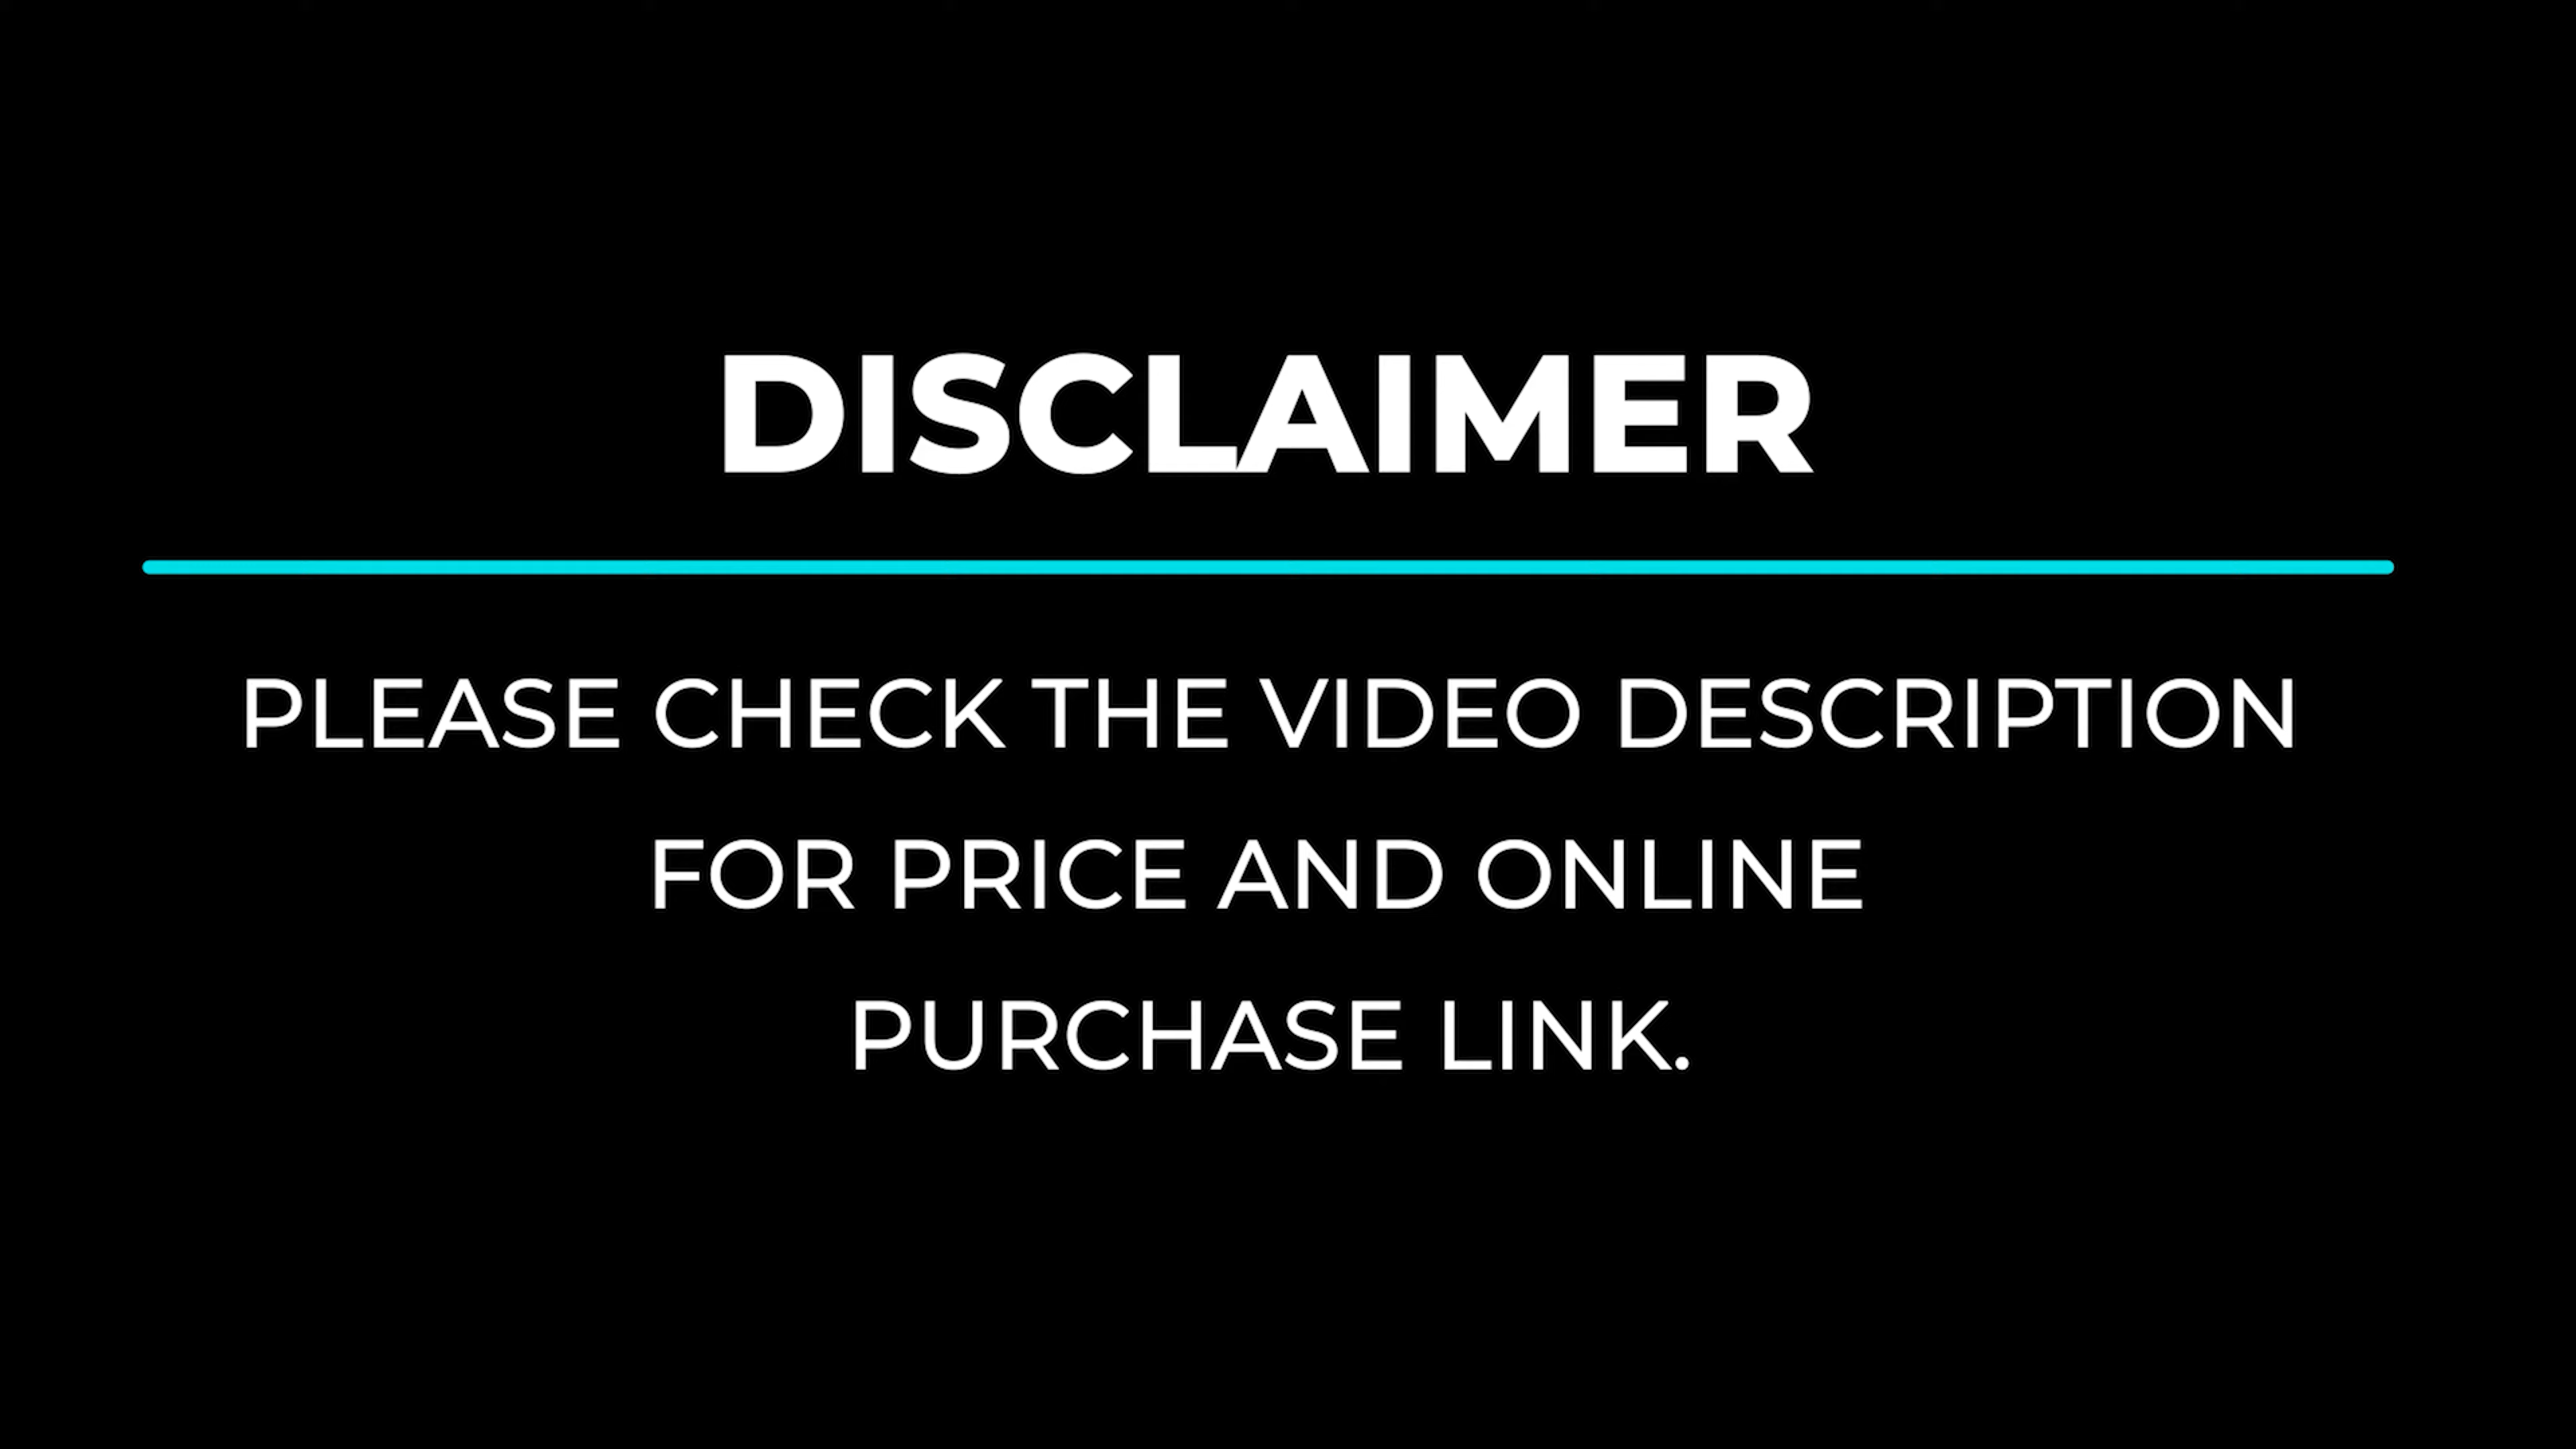 DISCLAIMER
PLEASE CHECK THE VIDEO DESCRIPTION
FOR PRICE AND ONLINE
PURCHASE LINK.